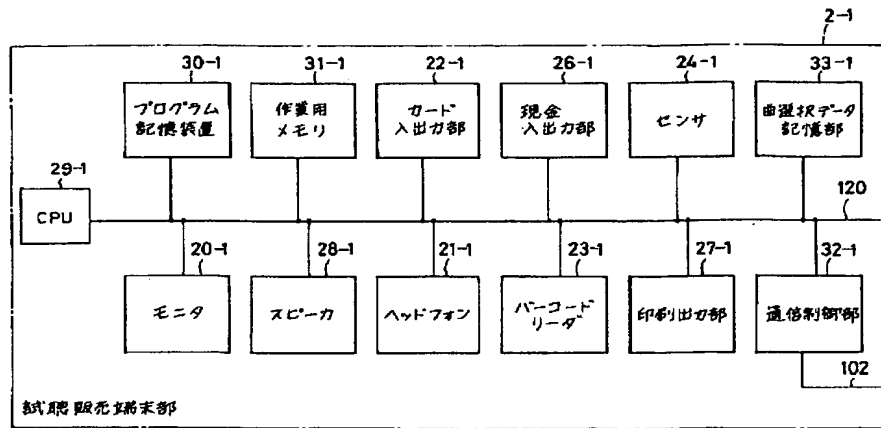 2-1
30-1
31-1
22-1
26-1
24-1
33-1
プログラム
記憶装置
作業用
メモリ
カード
入出力部
現金
入出力部
センサ
曲選択データ
記憶部
29-1
CPU
120
20-1
28-1
21-1
23-1
27-1
32-1
モニタ
スピーカ
ヘッドフォン
バーコード
リーダ
印刷出力部
通信制御部
102
試聴販売端末部